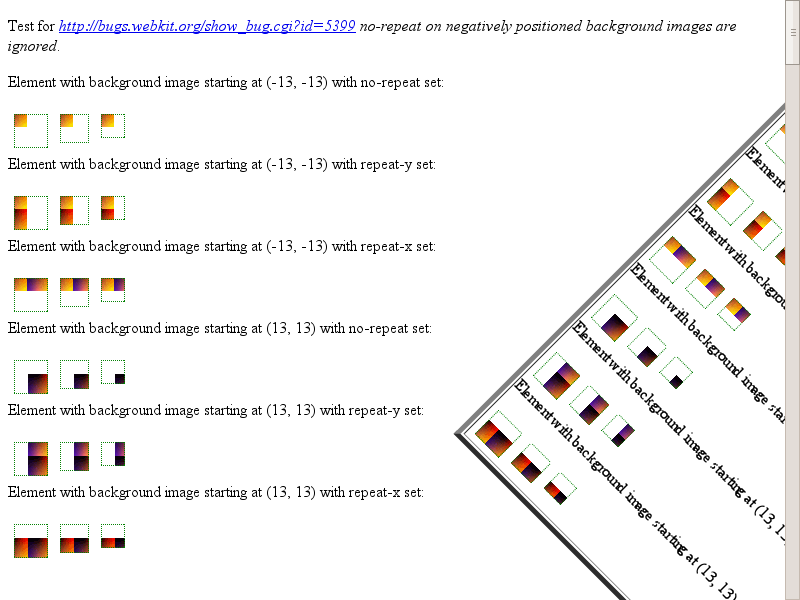 Test for http://bugs.webkit.org/show_bug.cgi?id=5399 no-repeat on negatively positioned background images are
ignored.
Element with background image starting at (-13, -13) with no-repeat set:
Element with background image starting at (-13, -13) with repeat-y set:
Element with background image starting at (-13, -13) with repeat-x set:
Element with background image starting at (13, 13) with no-repeat set:
Element with background image starting at (13, 13) with repeat-y set:
Element with background image starting at (13, 13) with repeat-x set:
Element
Element with background
Element with background image sta
Element with background image starting at (13, 1
Element with background image starting at (13, 13)